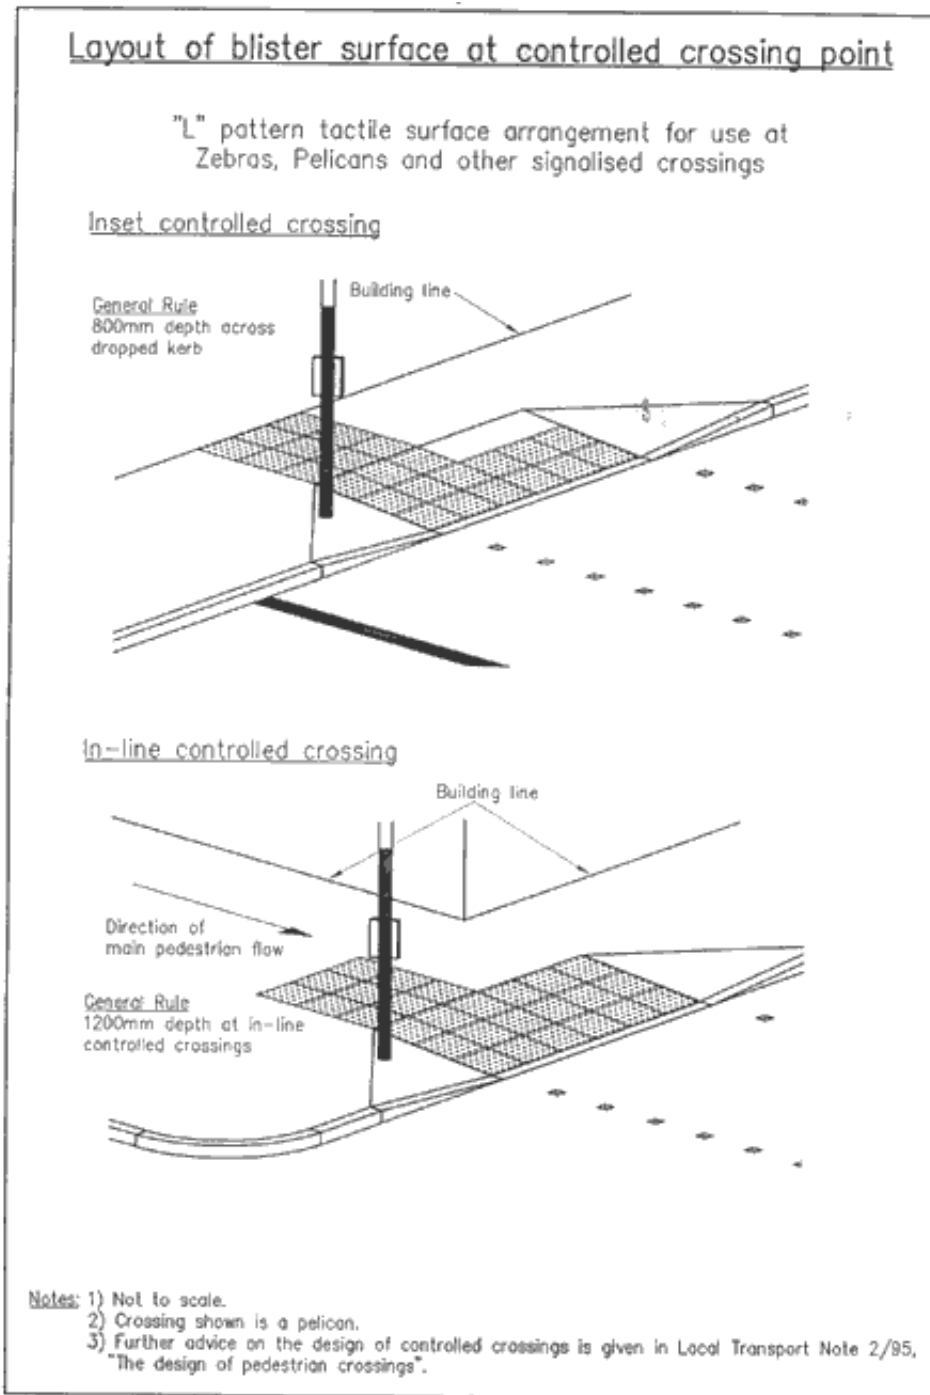 Layout of blister surface at controlled crossing point
"L" pattern tactile surface arrangement for use at
Zebras, Pelicans and other signalised crossings
Inset controlled crossing
Building line
General Rule
800mm depth across
dropped kerb
In-line controlled crossing
Building line
Direction of
main pedestrian flow
General Rule
1200mm depth at in-line
controlled crossings
Notes: 1) Not to scale.
2) Crossing shown is a pelican.
3) Further advice on the design of controlled crossings is given in Local Transport Note 2/95,
"The design of pedestrian crossings".